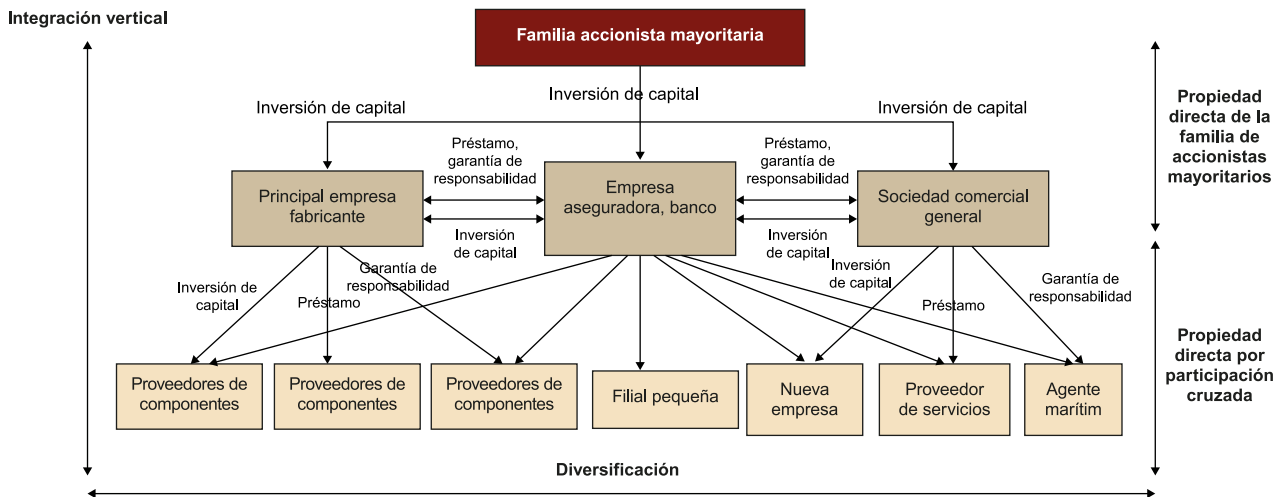 Integración vertical
Familia accionista mayoritaria
Inversión de capital
Inversión de capital
Inversión de capital
Propiedad
directa de la
familia de
accionistas
mayoritarios
Préstamo,
garantía de
responsabilidad
Préstamo,
garantía de
responsabilidad
Principal empresa
fabricante
Empresa
aseguradora, banco
Sociedad comercial
general
Inversión
de capital
Inversión
de capital
Inversión de
capital
Préstamo
Garantía de
responsabilidad
Inversión
de capital
Préstamo
Garantía de
responsabilidad
Propiedad
directa por
participación
cruzada
Proveedores de
componentes
Proveedores de
componentes
Proveedores de
componentes
Filial pequeña
Nueva
empresa
Proveedor
de servicios
Agente
marítim
Diversificación